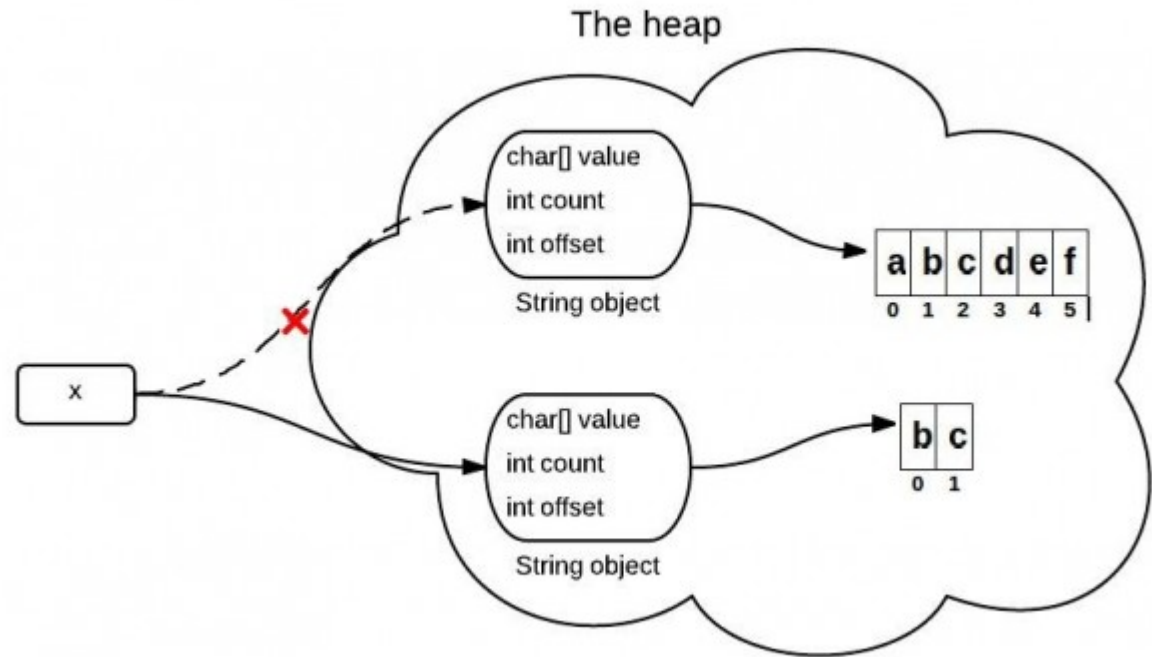 The heap
char[] value
int count
int offset
String object
a b c d e f
0 1 2 3 4 5
x
char[] value
int count
int offset
String object
b c
0 1